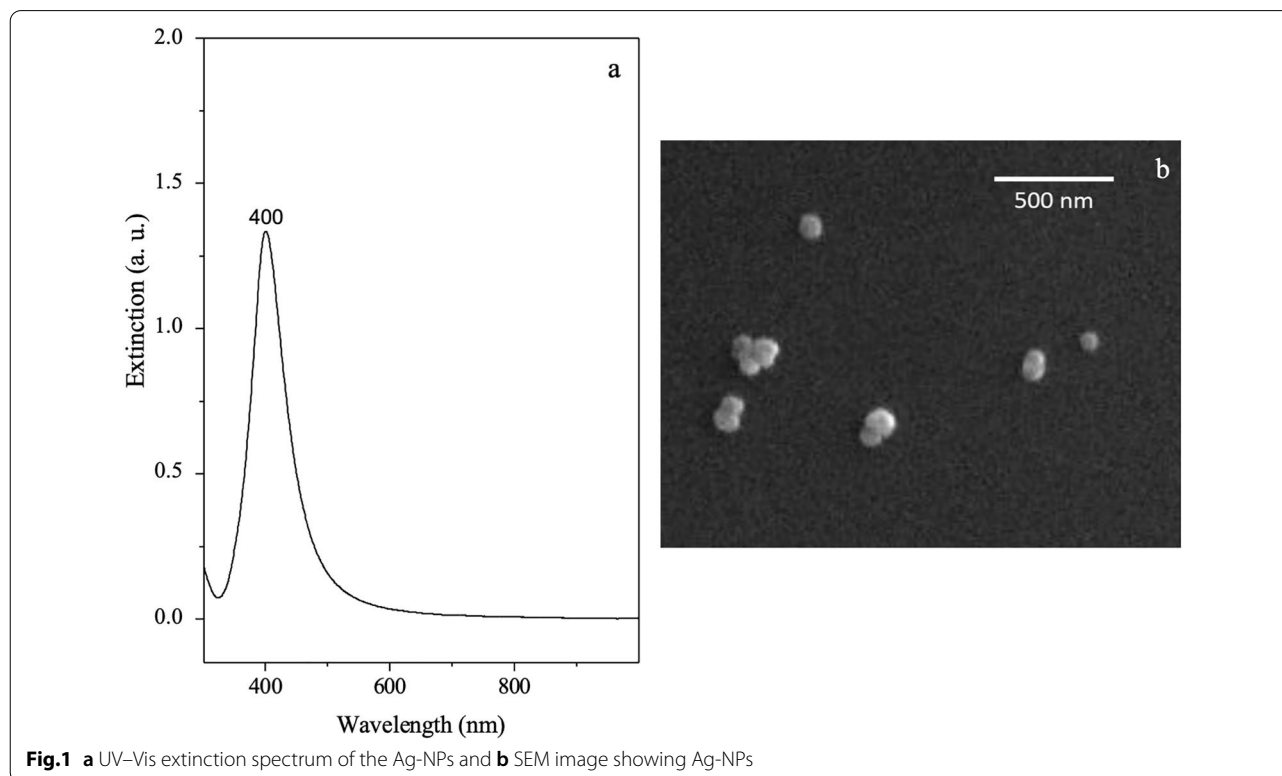 2.0
a
1.5
400
1.0
0.5
0.0
Extinction (a. u.)
400 600 800
Wavelength (nm)
b
500 nm
Fig.1 a UV–Vis extinction spectrum of the Ag-NPs and b SEM image showing Ag-NPs